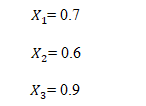 X₁= 0.7
X₂= 0.6
X₃= 0.9